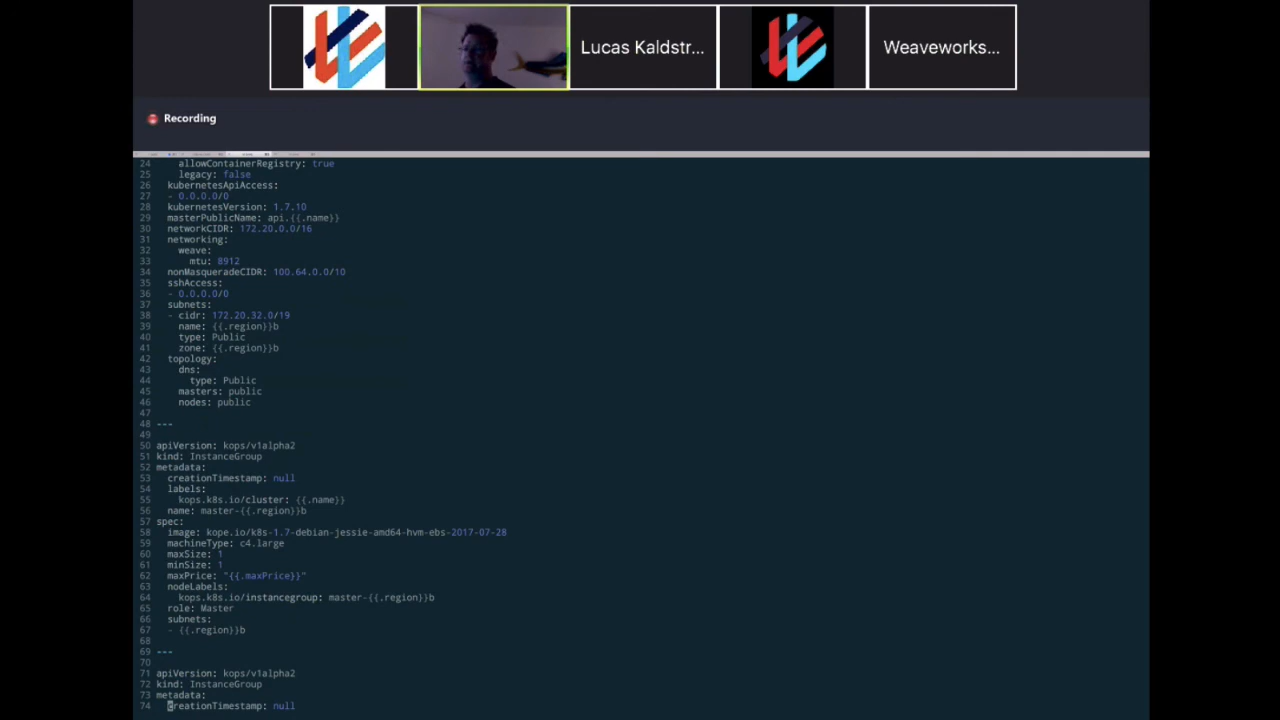 Lucas Kaldstr...
Weaveworks...
Recording
24 allowContainerRegistry: true
25 legacy: false
26 kubernetesApiAccess:
27 - 0.0.0.0/0
28 kubernetesVersion: 1.7.10
29 masterPublicName: api.{{.name}}
30 networkCIDR: 172.20.0.0/16
31 networking:
32 weave:
33 mtu: 8912
34 nonMasqueradeCIDR: 100.64.0.0/10
35 sshAccess:
36 - 0.0.0.0/0
37 subnets:
38 - cidr: 172.20.32.0/19
39 name: {{.region}}b
40 type: Public
41 zone: {{.region}}b
42 topology:
43 dns:
44 type: Public
45 masters: public
46 nodes: public
47
48 ---
49
50 apiVersion: kops/v1alpha2
51 kind: InstanceGroup
52 metadata:
53 creationTimestamp: null
54 labels:
55 kops.k8s.io/cluster: {{.name}}
56 name: master-{{.region}}b
57 spec:
58 image: kope.io/k8s-1.7-debian-jessie-amd64-hvm-ebs-2017-07-28
59 machineType: c4.large
60 maxSize: 1
61 minSize: 1
62 maxPrice: "{{.maxPrice}}"
63 nodeLabels:
64 kops.k8s.io/instancegroup: master-{{.region}}b
65 role: Master
66 subnets:
67 - {{.region}}b
68
69 ---
70
71 apiVersion: kops/v1alpha2
72 kind: InstanceGroup
73 metadata:
74 creationTimestamp: null